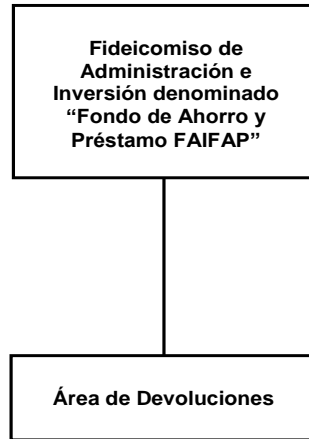 Fideicomiso de
Administración e
Inversión denominado
“Fondo de Ahorro y
Préstamo FAIFAP”
Área de Devoluciones